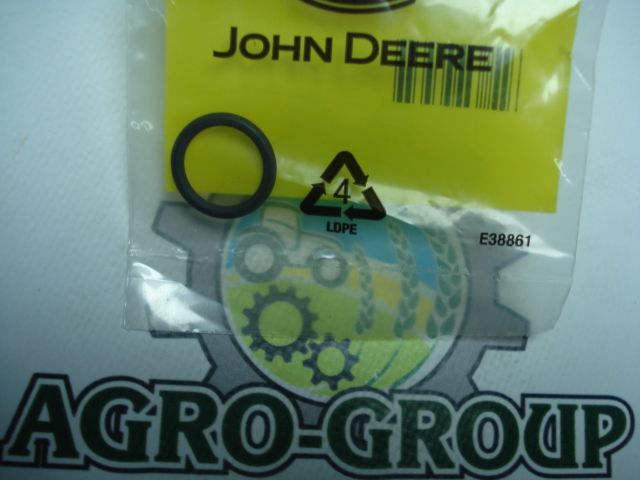 JOHN DEERE
4
LDPE
E38861
AGRO-GROUP